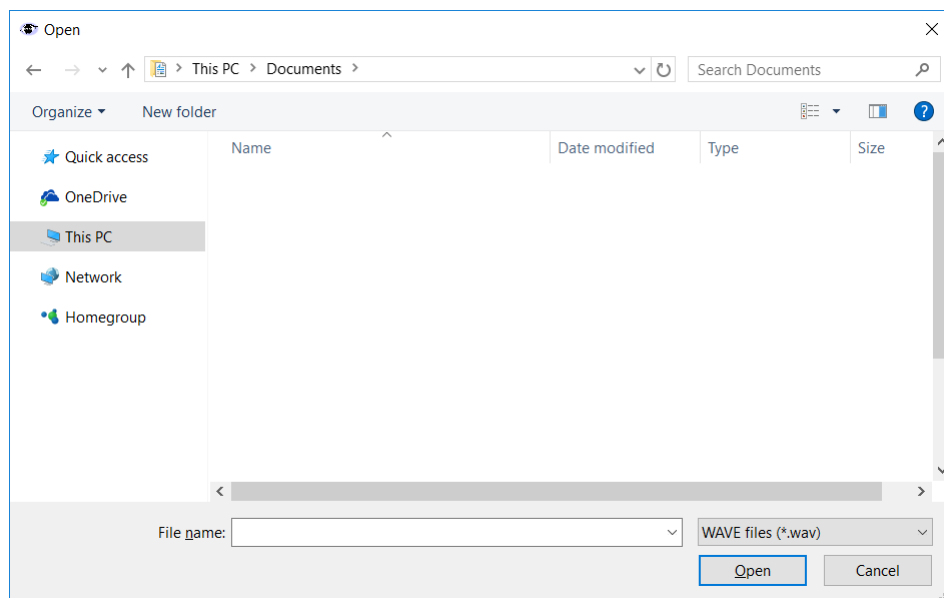 Open
This PC Documents Search Documents
Organize New folder
Name Date modified Type Size
Quick access
OneDrive
This PC
Network
Homegroup
File name: WAVE files (*.wav)
Open Cancel